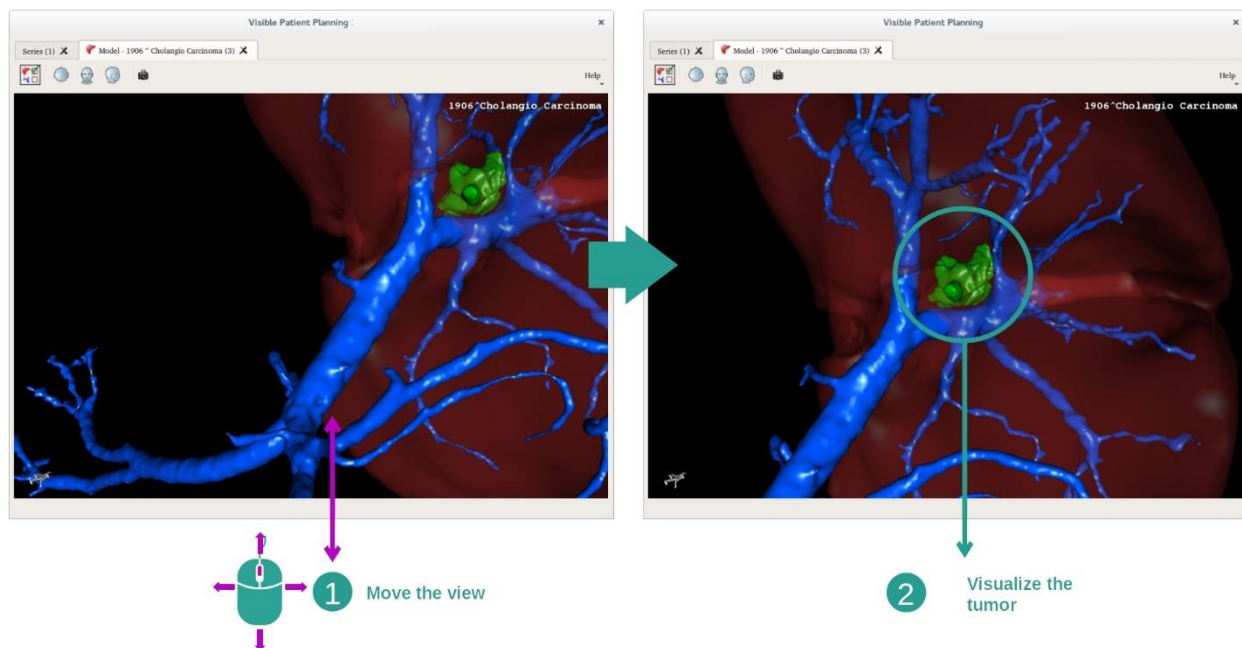 Visible Patient Planning
Series (1)
Model - 1906 ^ Cholangio Carcinoma (3)
Help
1906^Cholangio Carcinoma
Visible Patient Planning
Series (1)
Model - 1906 ^ Cholangio Carcinoma (3)
Help
1906^Cholangio Carcinoma
1
Move the view
2
Visualize the
tumor